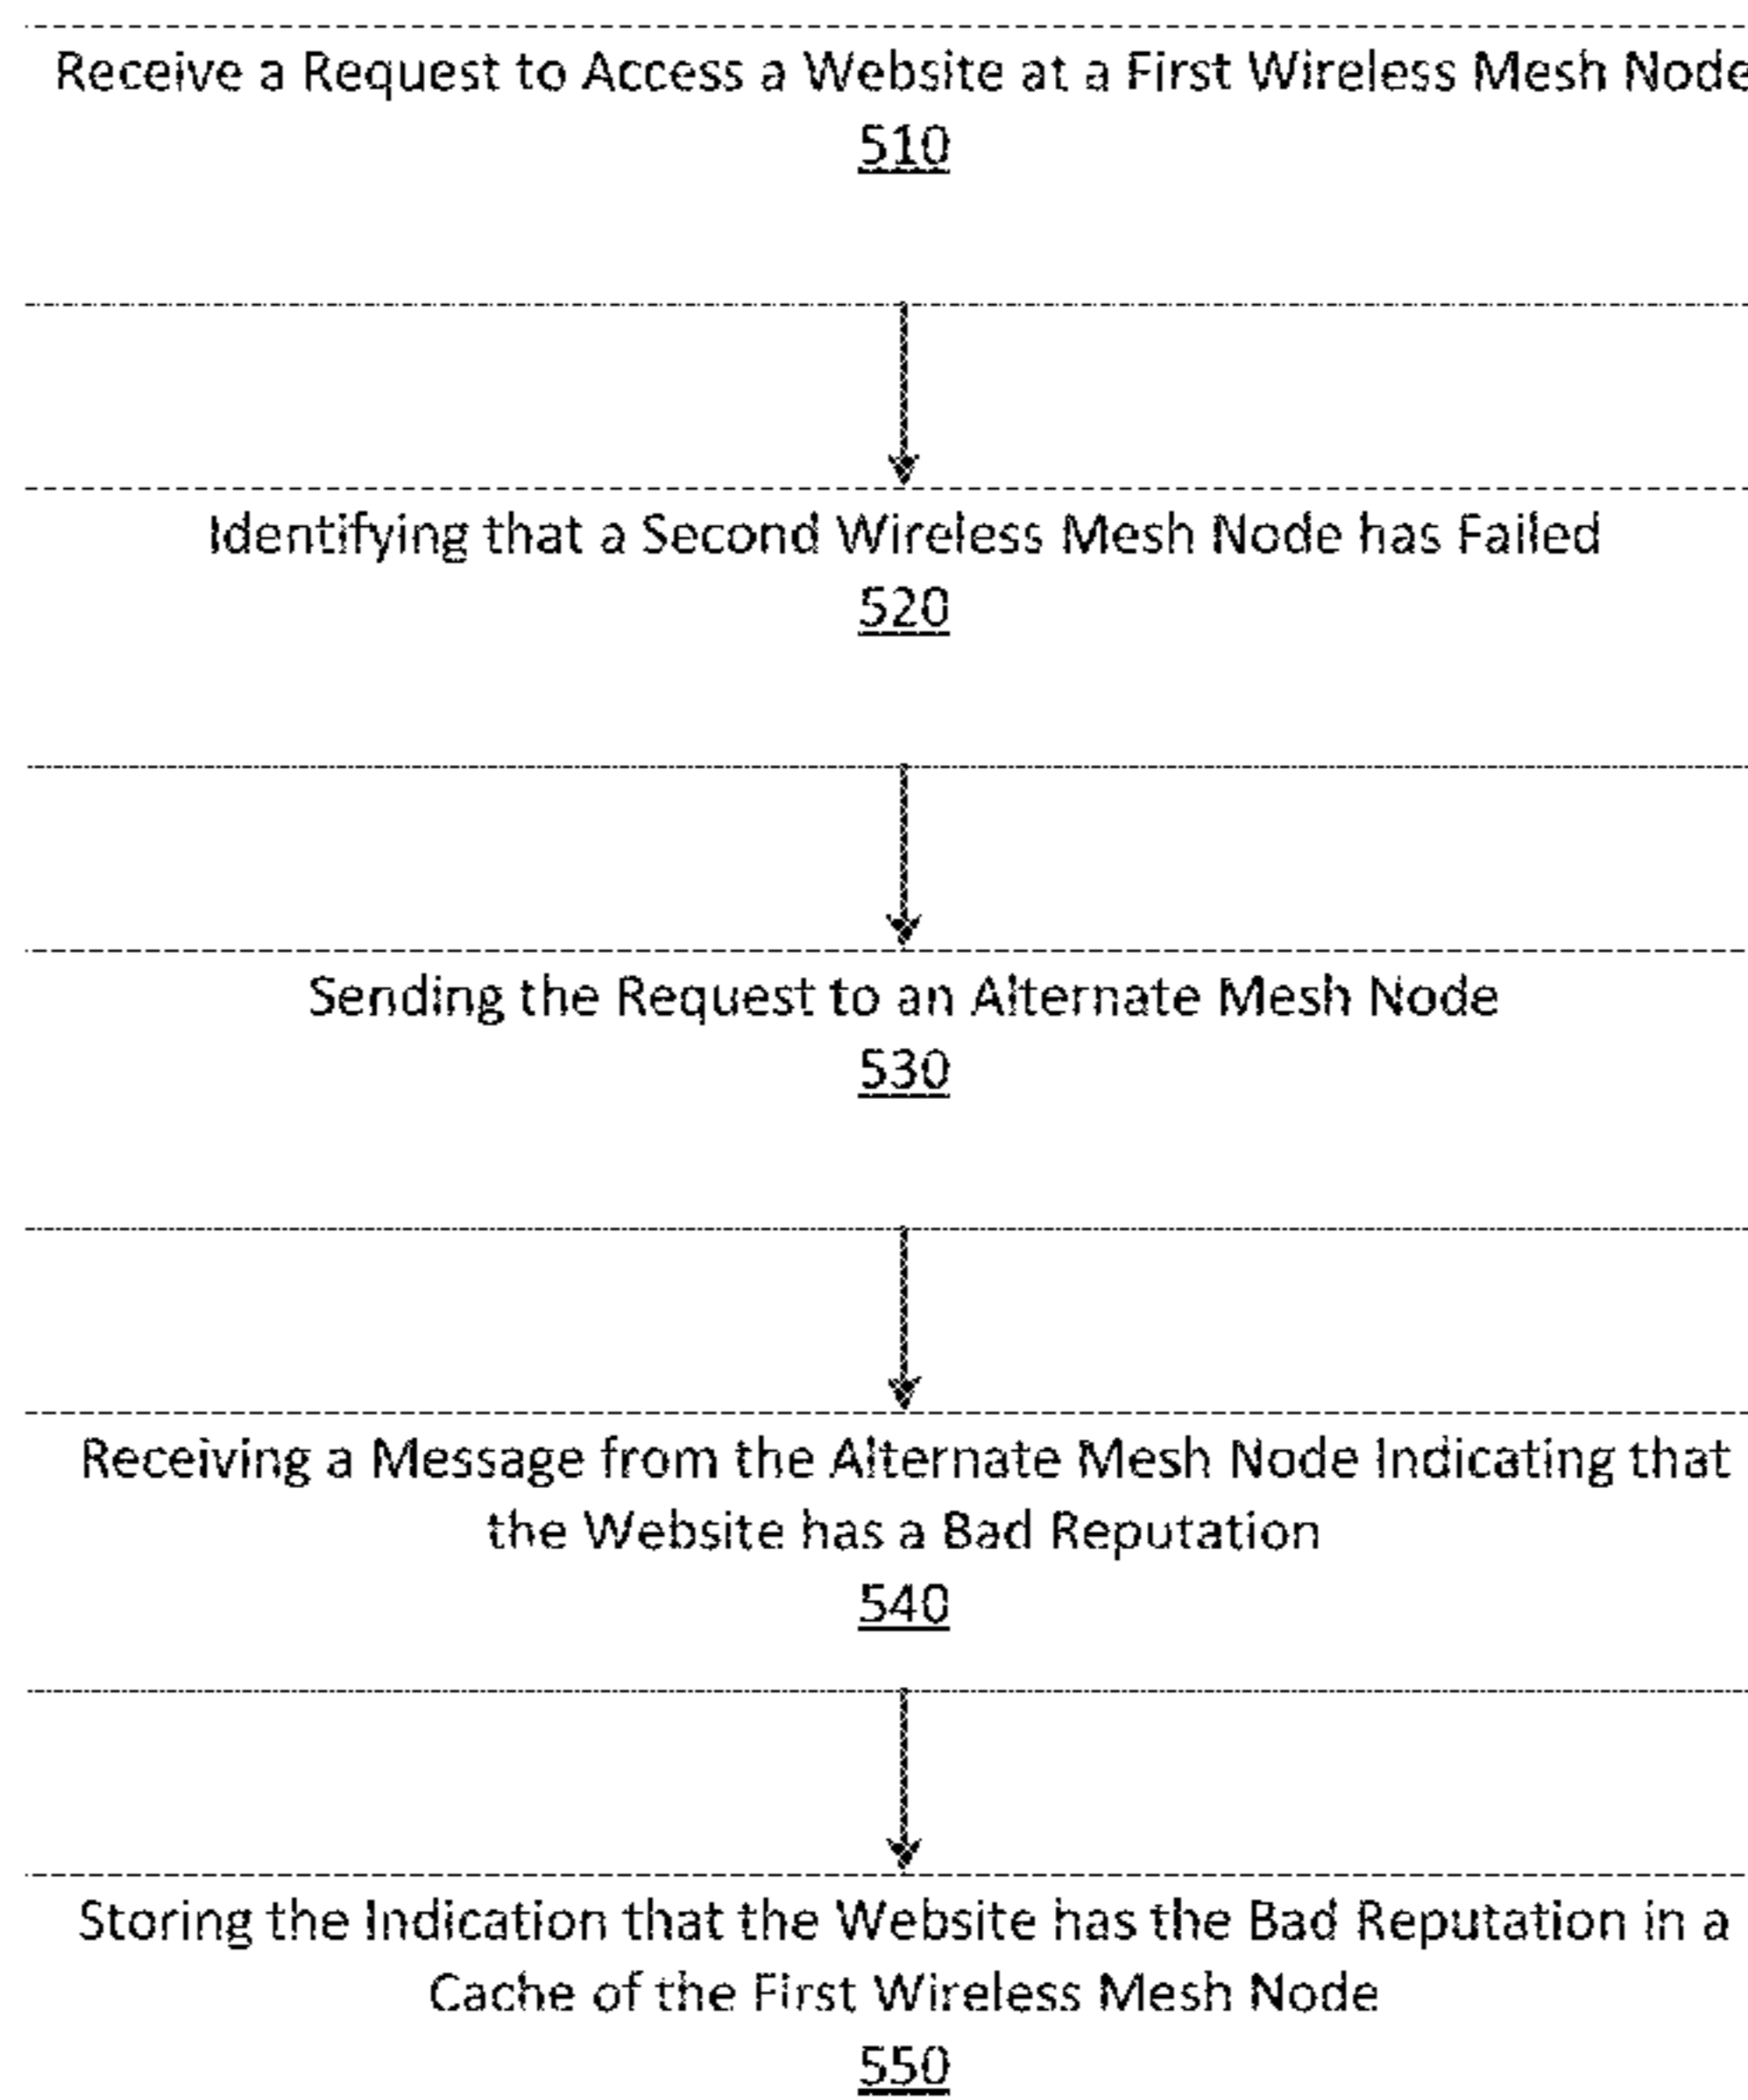 Receive a Request to Access a Website at a First Wireless Mesh Node
510
Identifying that a Second Wireless Mesh Node has Failed
520
Sending the Request to an Alternate Mesh Node
530
Receiving a Message from the Alternate Mesh Node Indicating that
the Website has a Bad Reputation
540
Storing the Indication that the Website has the Bad Reputation in a
Cache of the First Wireless Mesh Node
550